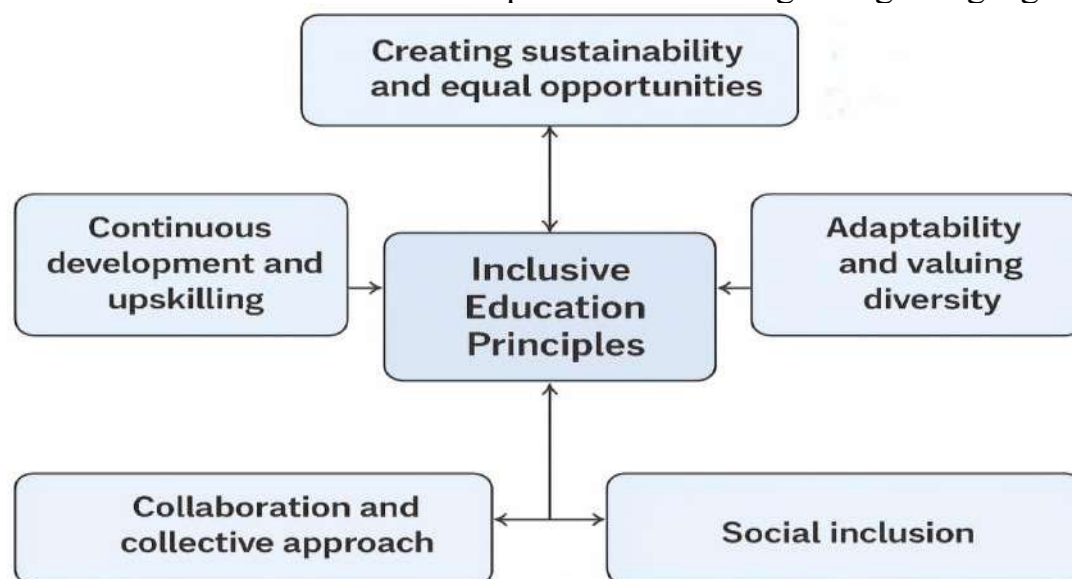 Creating sustainability
and equal opportunities
Continuous
development and
upskilling
Inclusive
Education
Principles
Adaptability
and valuing
diversity
Collaboration and
collective approach
Social inclusion